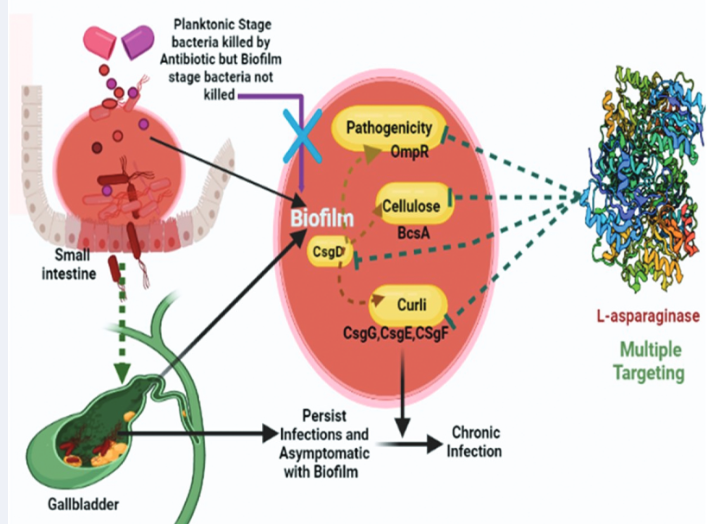 Planktonic Stage
bacteria killed by
Antibiotic but Biofilm
stage bacteria not
killed
Pathogenicity
OmpR
Cellulose
BcsA
Biofilm
CsgD
Curli
CsgG,CsgE,CSgF
Small
intestine
L-asparaginase
Multiple
Targeting
Persist
Infections and
Asymptomatic
with Biofilm
Chronic
Infection
Gallbladder